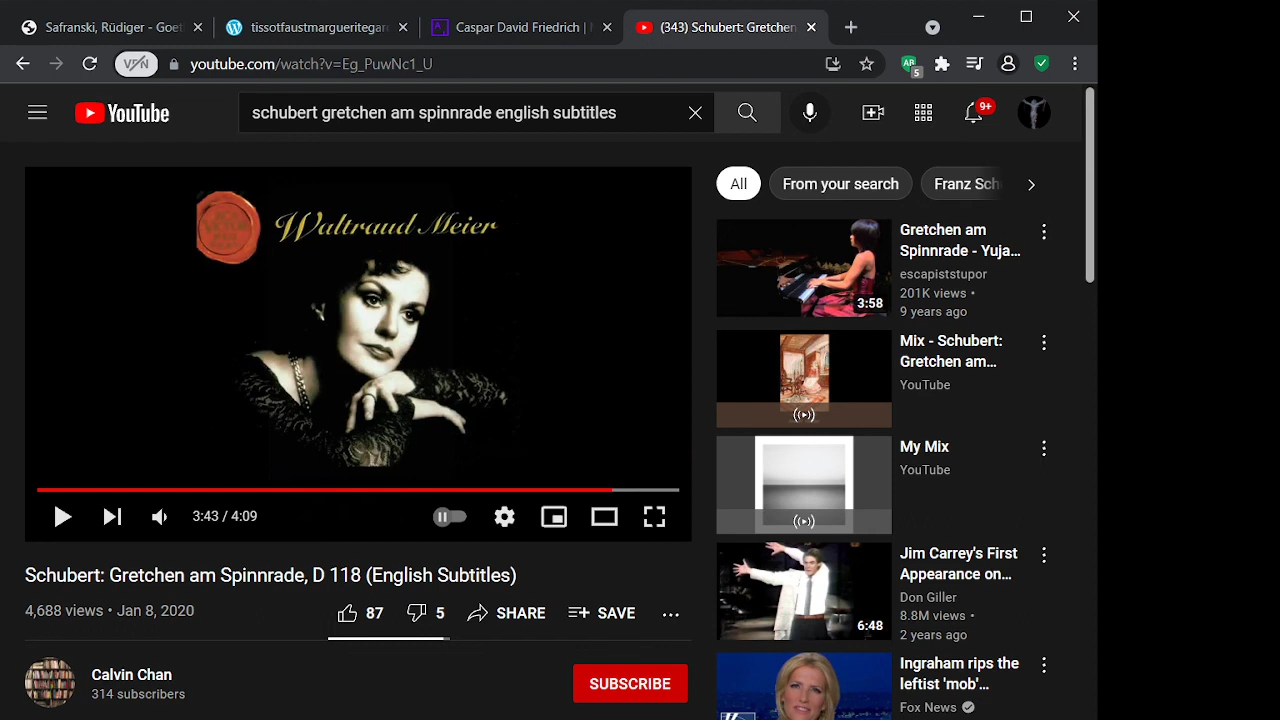 Safranski, Rüdiger - Goet
tissotfaustmargueritegar
Caspar David Friedrich |
(343) Schubert: Gretchen
VPN
youtube.com/watch?v=Eg_PuwNc1_U
5
YouTube
schubert gretchen am spinnrade english subtitles
9+
Waltraud Meier
3:43 / 4:09
Schubert: Gretchen am Spinnrade, D 118 (English Subtitles)
4,688 views • Jan 8, 2020
87
5
SHARE
SAVE
Calvin Chan
314 subscribers
SUBSCRIBE
All
From your search
Franz Sch
3:58
Gretchen am
Spinnrade - Yuja...
escapiststupor
201K views •
9 years ago
Mix - Schubert:
Gretchen am...
YouTube
My Mix
YouTube
6:48
Jim Carrey's First
Appearance on...
Don Giller
8.8M views •
2 years ago
Ingraham rips the
leftist 'mob'...
Fox News